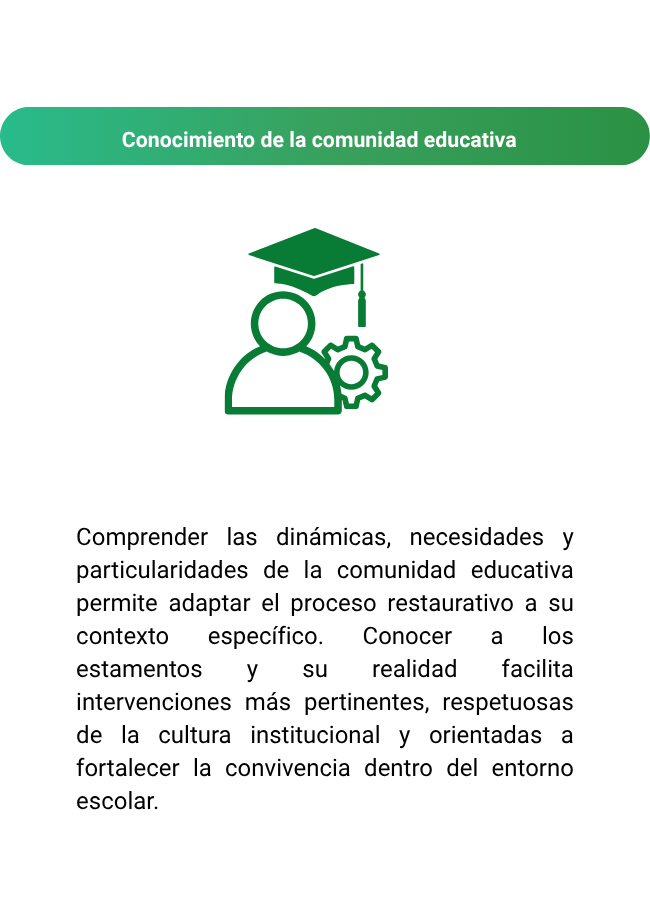 Conocimiento de la comunidad educativa
Comprender las dinámicas, necesidades y
particularidades de la comunidad educativa
permite adaptar el proceso restaurativo a su
contexto específico. Conocer a los
estamentos y su realidad facilita
intervenciones más pertinentes, respetuosas
de la cultura institucional y orientadas a
fortalecer la convivencia dentro del entorno
escolar.